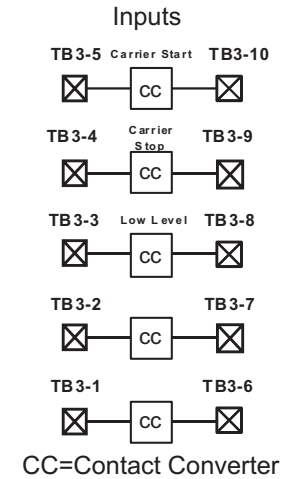 Inputs
TB3-5 Carrier Start TB3-10
CC
TB3-4 Carrier Stop TB3-9
CC
TB3-3 Low Level TB3-8
CC
TB3-2 TB3-7
CC
TB3-1 TB3-6
CC
CC=Contact Converter